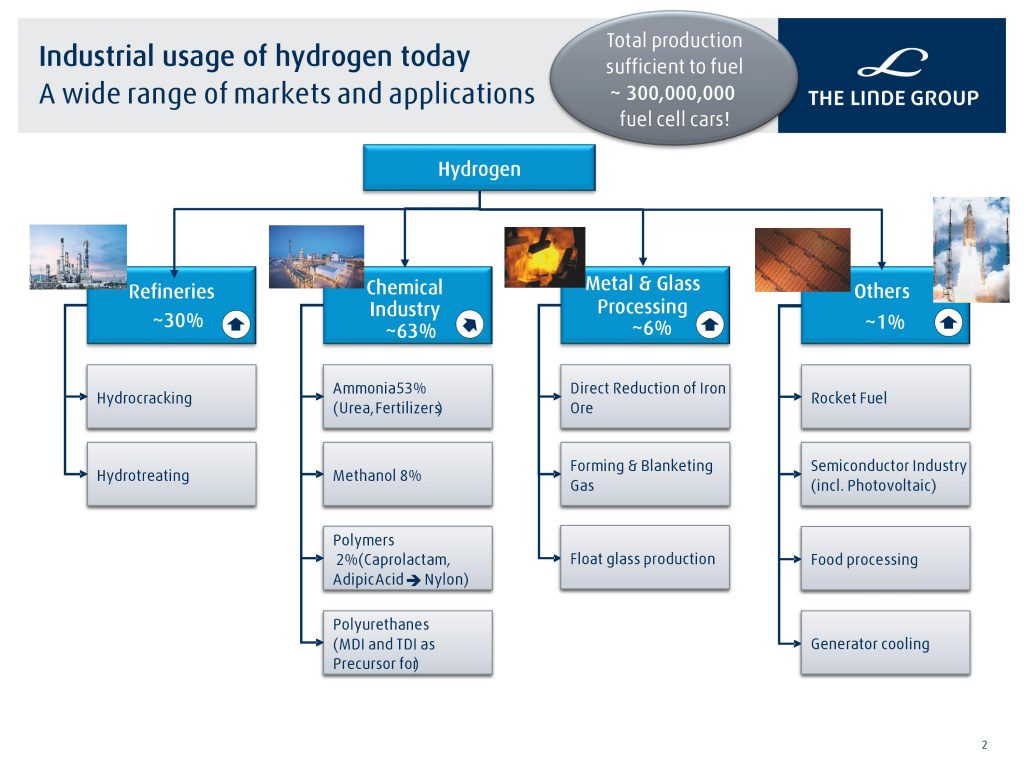 Industrial usage of hydrogen today
A wide range of markets and applications
Total production
sufficient to fuel
~ 300,000,000
fuel cell cars!
THE LINDE GROUP
Hydrogen
Refineries
~30%
Hydrocracking
Hydrotreating
Chemical
Industry
~63%
Ammonia53%
(Urea,Fertilizers)
Methanol 8%
Polymers
2%(Caprolactam,
AdipicAcid ➔ Nylon)
Polyurethanes
(MDI and TDI as
Precursor for)
Metal & Glass
Processing
~6%
Direct Reduction of Iron
Ore
Forming & Blanketing
Gas
Float glass production
Others
~1%
Rocket Fuel
Semiconductor Industry
(incl. Photovoltaic)
Food processing
Generator cooling
2